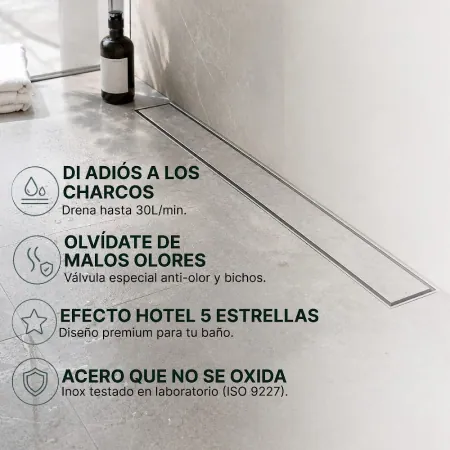 DI ADIÓS A LOS
CHARCOS
Drena hasta 30L/min.
OLVÍDATE DE
MALOS OLORES
Válvula especial anti-olor y bichos.
EFECTO HOTEL 5 ESTRELLAS
Diseño premium para tu baño.
ACERO QUE NO SE OXIDA
Inox testado en laboratorio (ISO 9227).